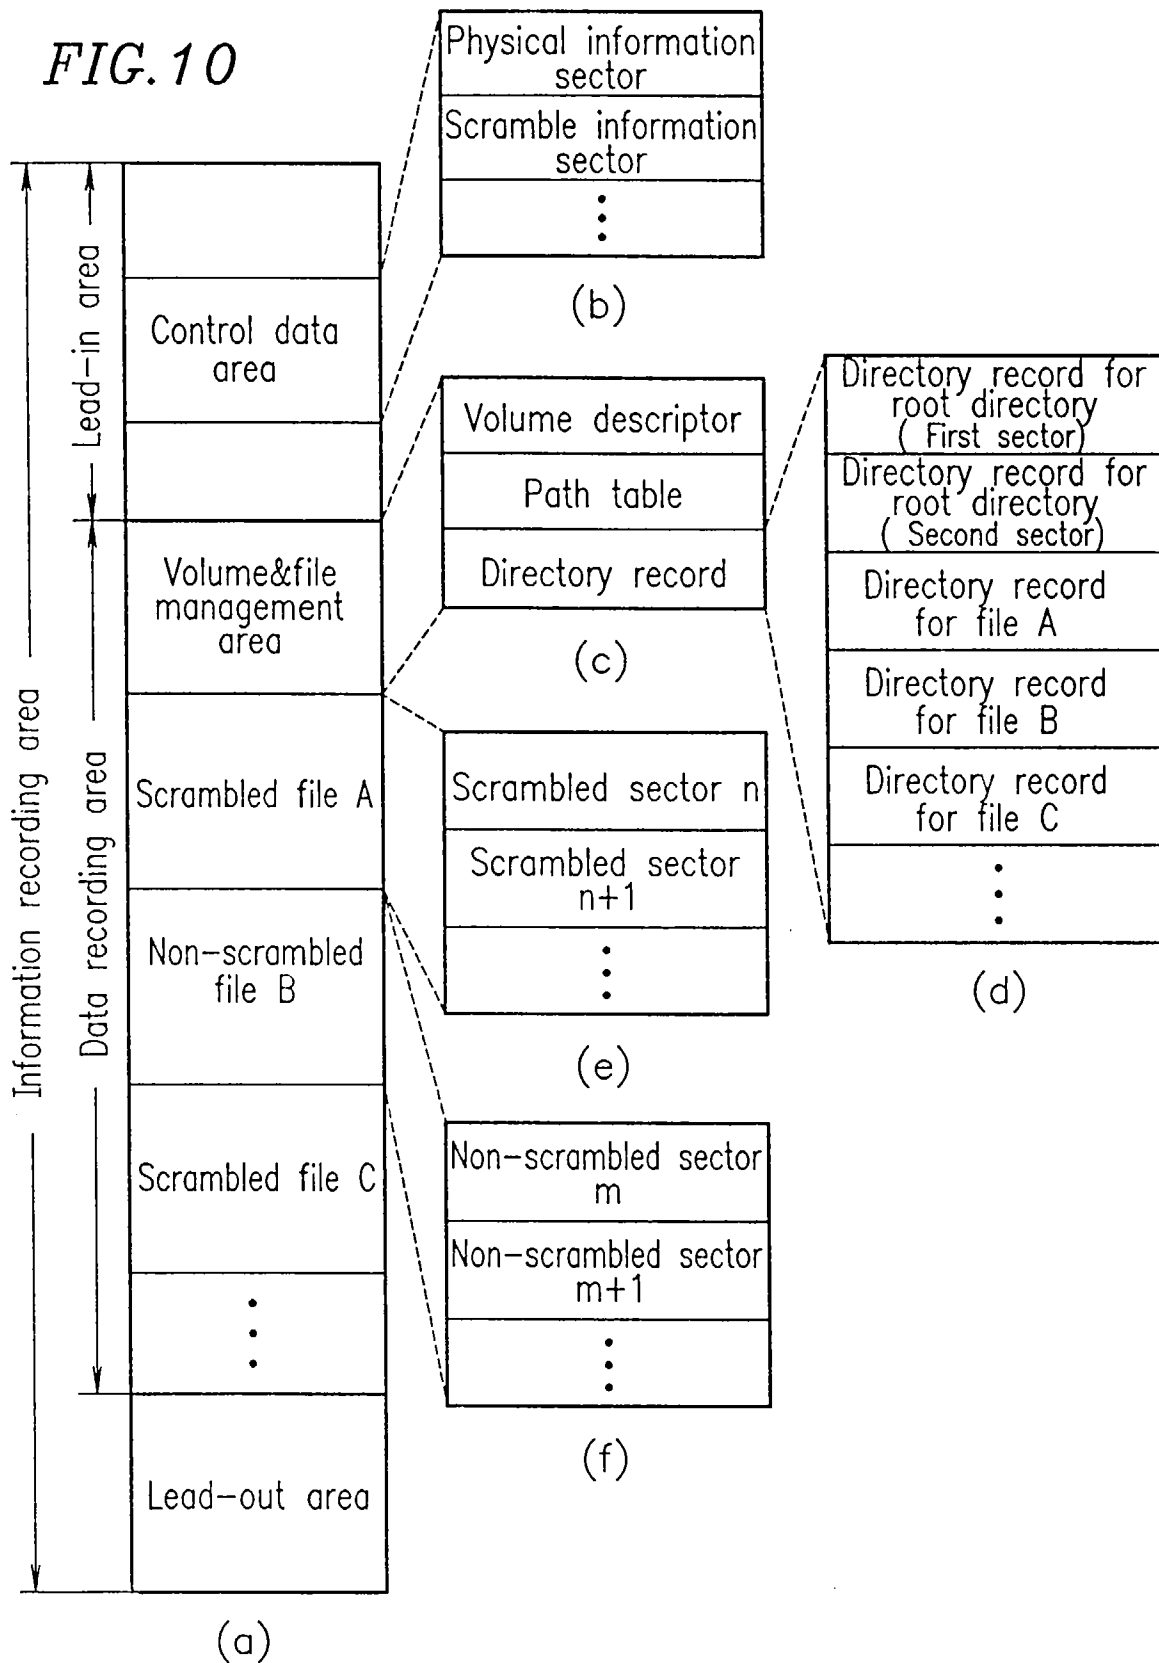 FIG.10
Information recording area
Lead-in area
Data recording area
Control data
area
Volume&file
management
area
Scrambled file A
Non-scrambled
file B
Scrambled file C
Lead-out area
(a)
Physical information
sector
Scramble information
sector
(b)
Volume descriptor
Path table
Directory record
(c)
Directory record for
root directory
( First sector)
Directory record for
root directory
( Second sector)
Directory record
for file A
Directory record
for file B
Directory record
for file C
(d)
Scrambled sector n
Scrambled sector
n+1
(e)
Non-scrambled sector
m
Non-scrambled sector
m+1
(f)